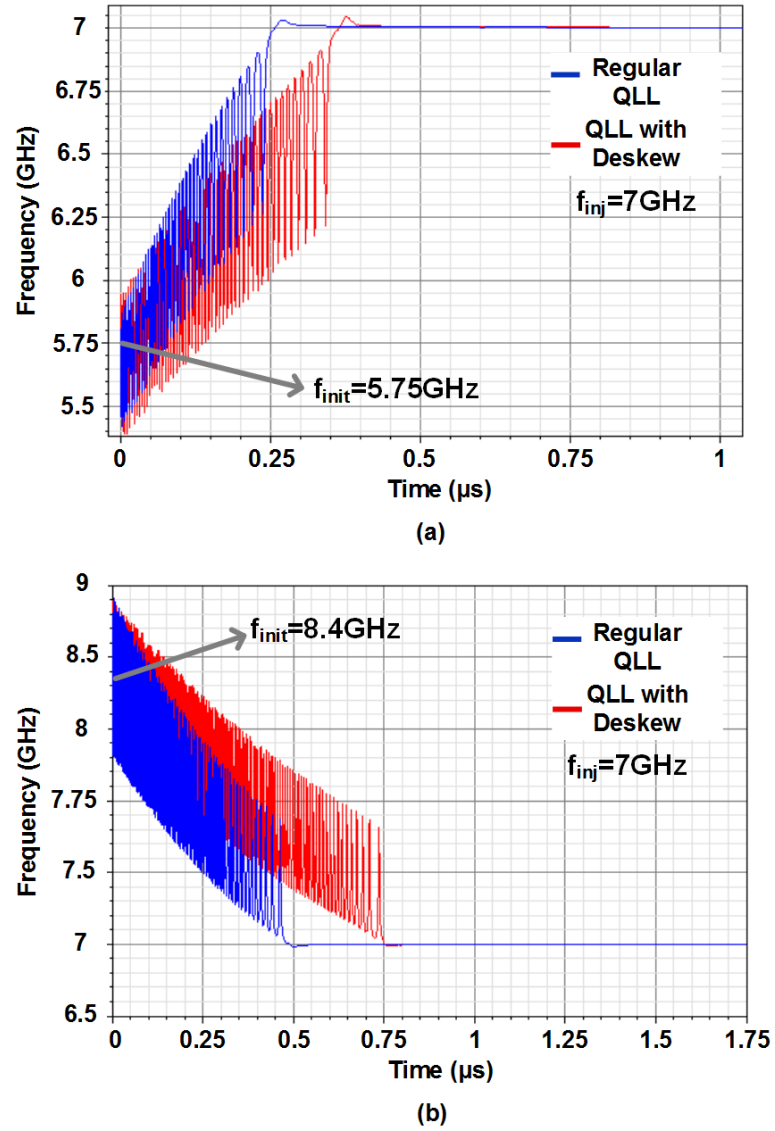 7
6.75
6.5
6.25
6
5.75
5.5
Frequency (GHz)
Regular
QLL
QLL with
Deskew
finj=7GHz
finit=5.75GHz
0
0.25
0.5
0.75
1
Time (µs)
(a)
9
8.5
8
7.75
7.5
7
6.5
Frequency (GHz)
finit=8.4GHz
Regular
QLL
QLL with
Deskew
finj=7GHz
0
0.25
0.5
0.75
1
1.25
1.5
1.75
Time (µs)
(b)